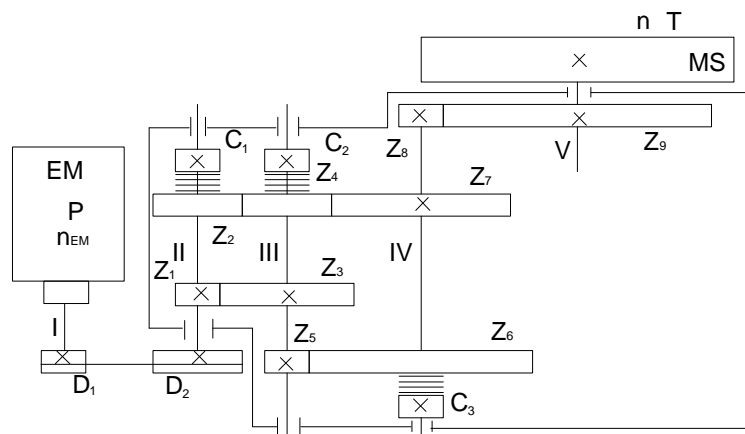 n T
MS
C₁
C₂
Z₈
Z₉
V
EM
P
nEM
Z₄
Z₇
Z₂
II
III
IV
Z₁
Z₃
I
Z₅
Z₆
D₁
D₂
C₃